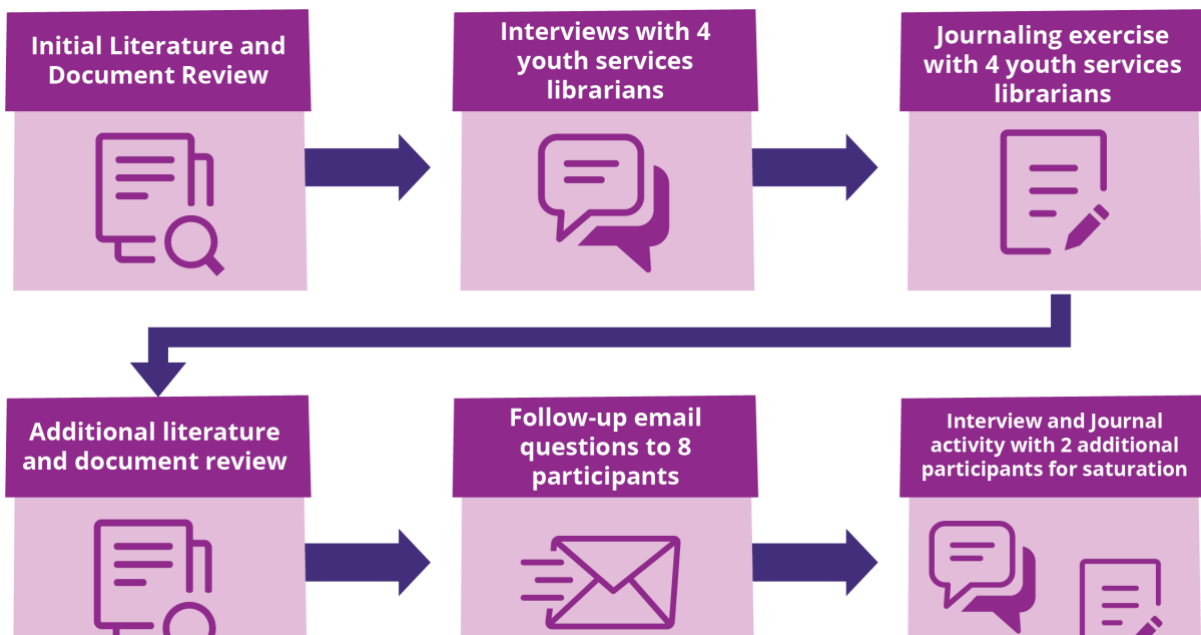 Initial Literature and
Document Review
Interviews with 4
youth services
librarians
Journaling exercise
with 4 youth services
librarians
Additional literature
and document review
Follow-up email
questions to 8
participants
Interview and Journal
activity with 2 additional
participants for saturation